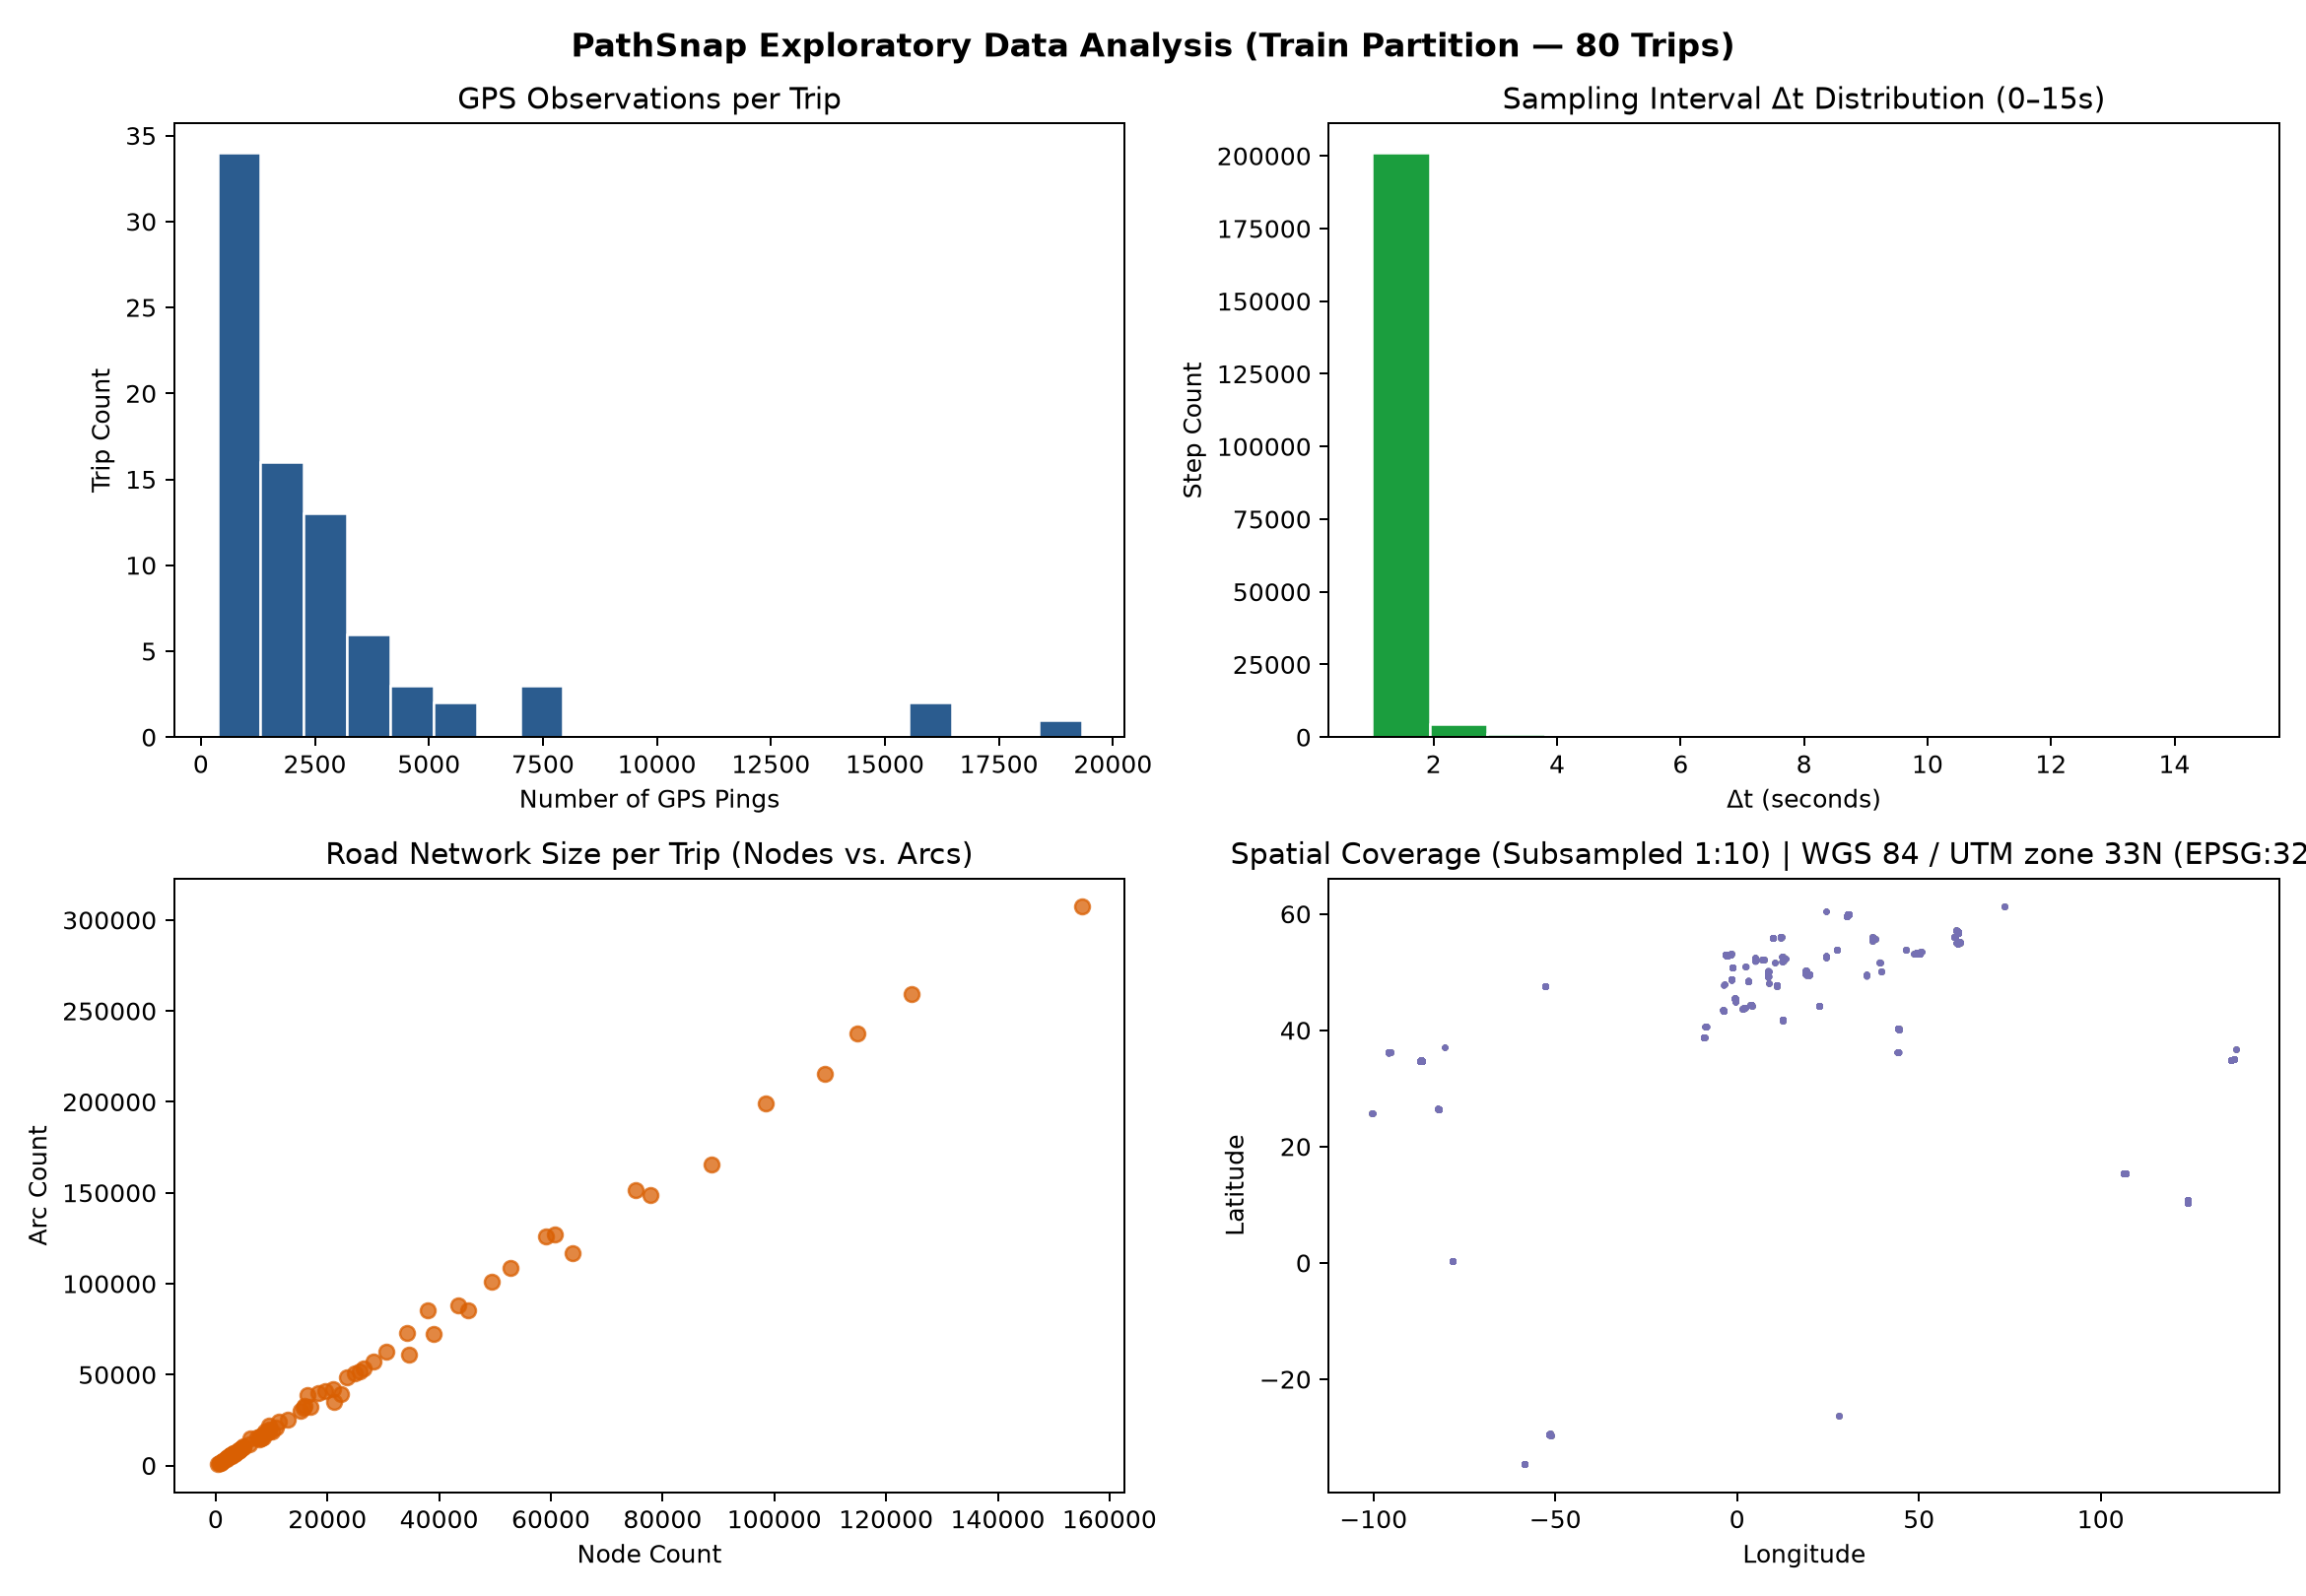 PathSnap Exploratory Data Analysis (Train Partition — 80 Trips)
GPS Observations per Trip
35
30
25
20
15
10
5
0
Trip Count
0 2500 5000 7500 10000 12500 15000 17500 20000
Number of GPS Pings
Sampling Interval Δt Distribution (0–15s)
200000
175000
150000
125000
100000
75000
50000
25000
0
Step Count
2 4 6 8 10 12 14
Δt (seconds)
Road Network Size per Trip (Nodes vs. Arcs)
300000
250000
200000
150000
100000
50000
0
Arc Count
0 20000 40000 60000 80000 100000 120000 140000 160000
Node Count
Spatial Coverage (Subsampled 1:10) | WGS 84 / UTM zone 33N (EPSG:32
60
40
20
0
−20
Latitude
−100 −50 0 50 100
Longitude